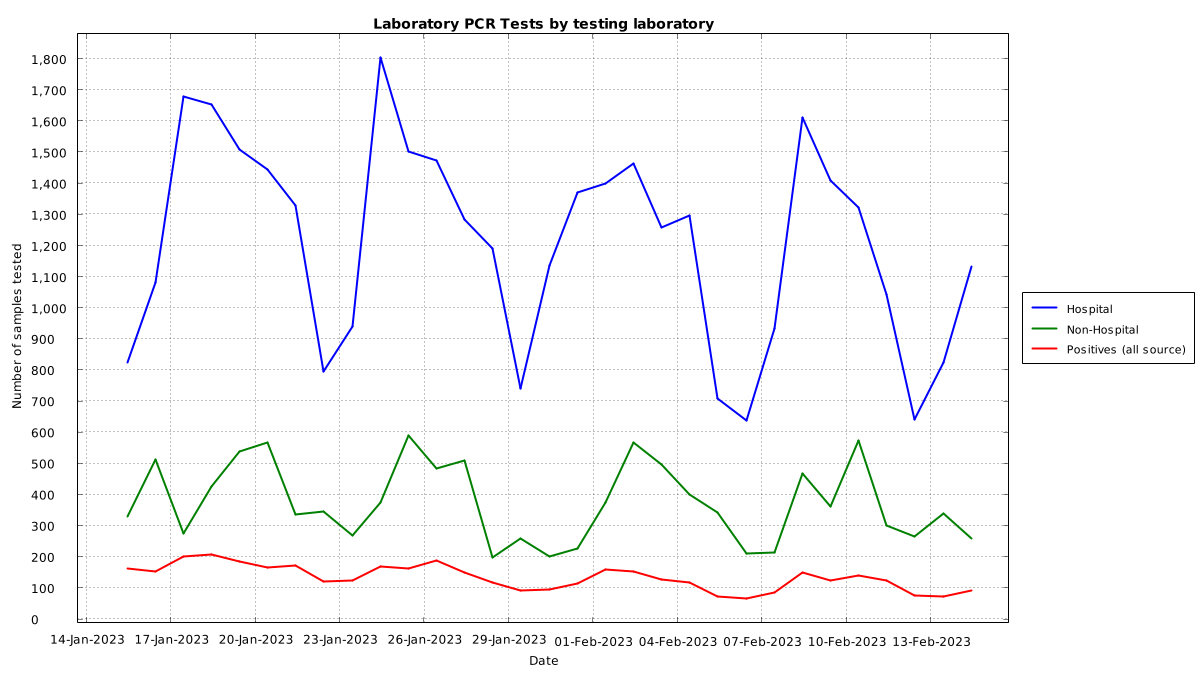 Laboratory PCR Tests by testing laboratory
1,800
1,700
1,600
1,500
1,400
1,300
1,200
1,100
1,000
900
800
700
600
500
400
300
200
100
0
Number of samples tested
14-Jan-2023 17-Jan-2023 20-Jan-2023 23-Jan-2023 26-Jan-2023 29-Jan-2023 01-Feb-2023 04-Feb-2023 07-Feb-2023 10-Feb-2023 13-Feb-2023
Date
Hospital
Non-Hospital
Positives (all source)